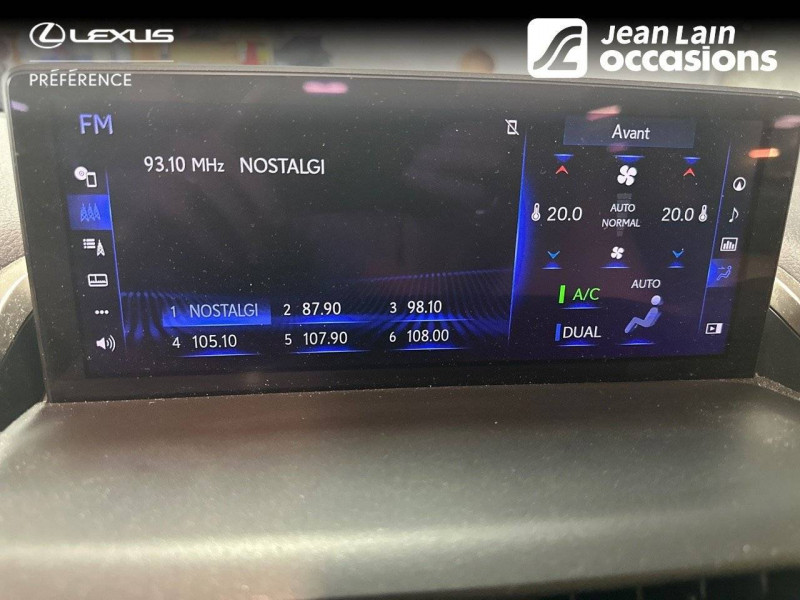 LEXUS
PRÉFÉRENCE
JEAN LAIN
occasions
FM
93.10 MHz NOSTALGI
1 NOSTALGI 2 87.90 3 98.10
4 105.10 5 107.90 6 108.00
Avant
20.0 AUTO NORMAL 20.0
A/C AUTO
DUAL